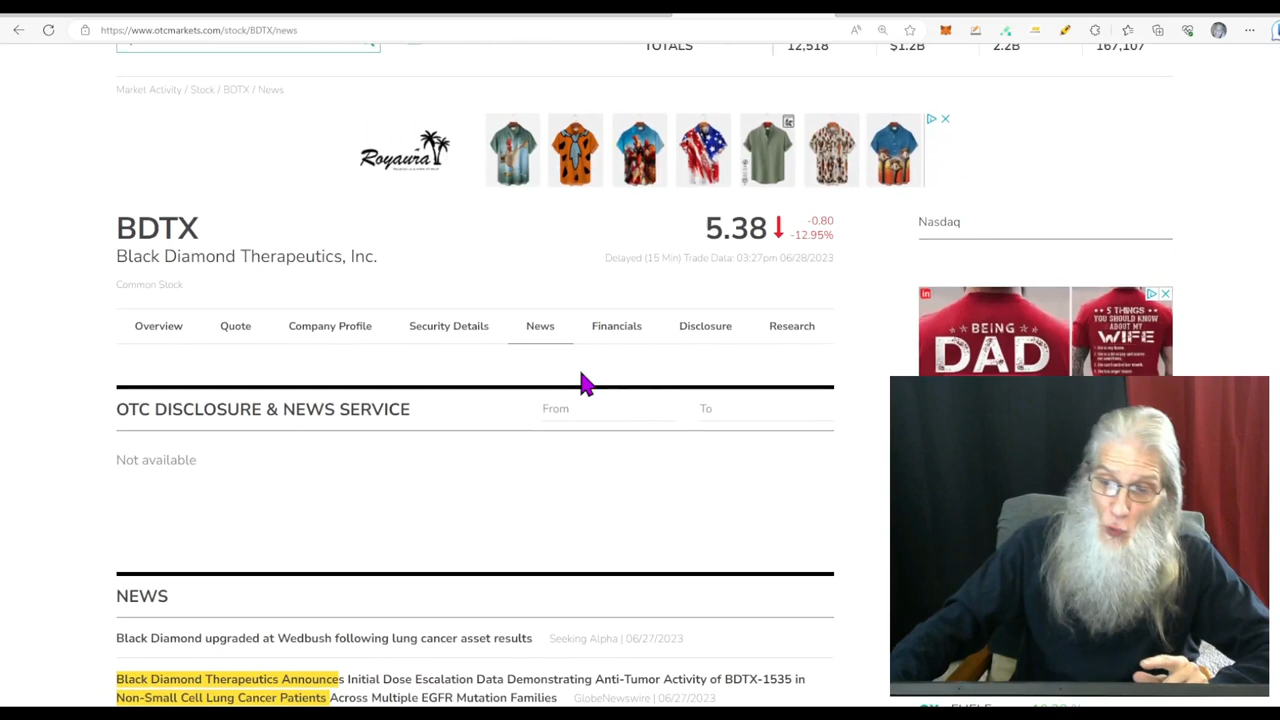 https://www.otcmarkets.com/stock/BDTX/news
TOTALS 12,518 $1.2B 2.2B 167,107
Market Activity / Stock / BDTX / News
Royaura
BDTX
5.38 -0.80
-12.95%
Nasdaq
Black Diamond Therapeutics, Inc.
Delayed (15 Min) Trade Data: 03:27pm 06/28/2023
Common Stock
Overview Quote Company Profile Security Details News Financials Disclosure Research
BEING
DAD
5 THINGS
YOU SHOULD KNOW
ABOUT MY
WIFE
OTC DISCLOSURE & NEWS SERVICE From To
Not available
NEWS
Black Diamond upgraded at Wedbush following lung cancer asset results Seeking Alpha | 06/27/2023
Black Diamond Therapeutics Announces Initial Dose Escalation Data Demonstrating Anti-Tumor Activity of BDTX-1535 in
Non-Small Cell Lung Cancer Patients Across Multiple EGFR Mutation Families GlobeNewswire | 06/27/2023